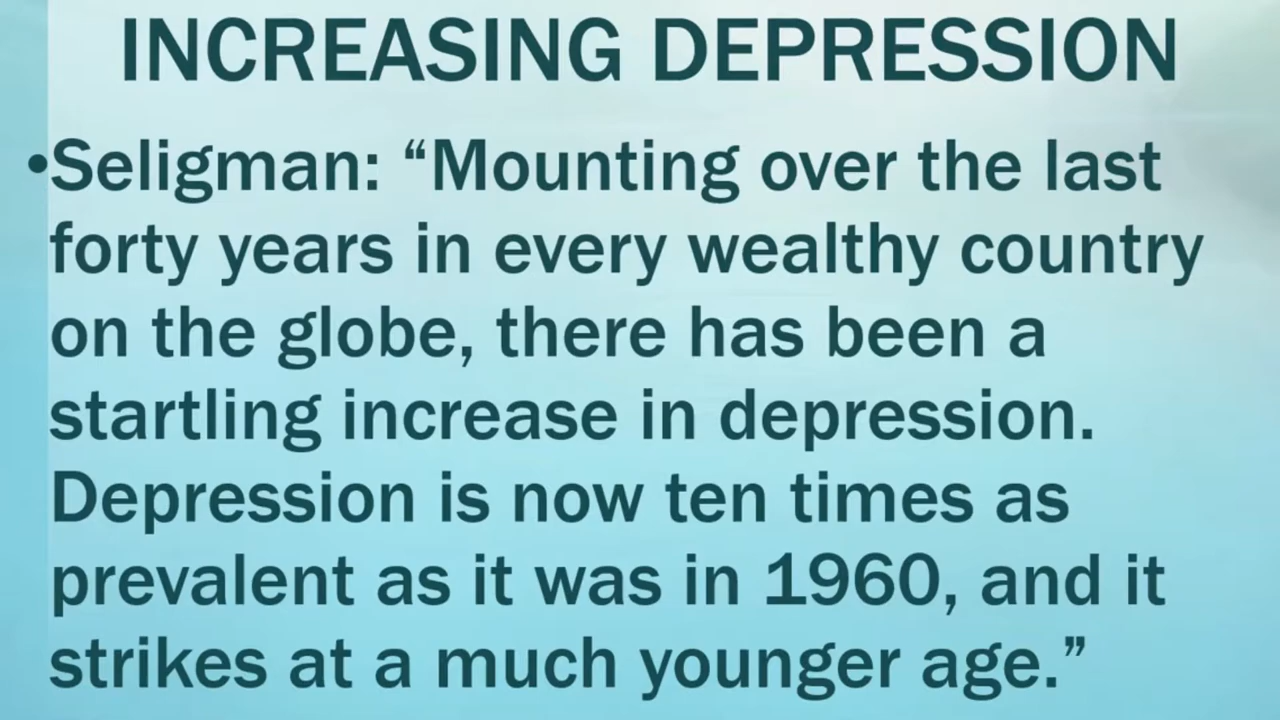 INCREASING DEPRESSION
•Seligman: “Mounting over the last
forty years in every wealthy country
on the globe, there has been a
startling increase in depression.
Depression is now ten times as
prevalent as it was in 1960, and it
strikes at a much younger age.”